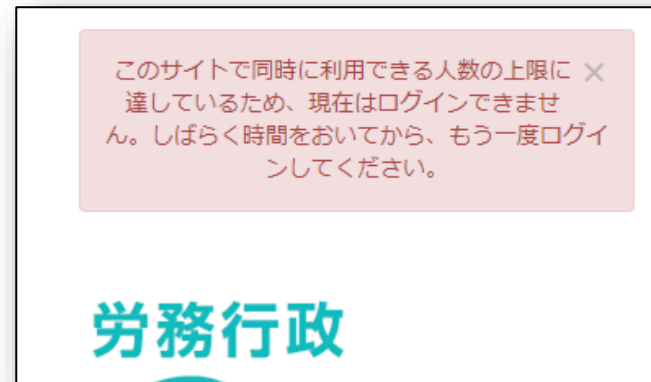 このサイトで同時に利用できる人数の上限に ×
達しているため、現在はログインできませ
ん。しばらく時間をおいてから、もう一度ログイ
ンしてください。
労務行政